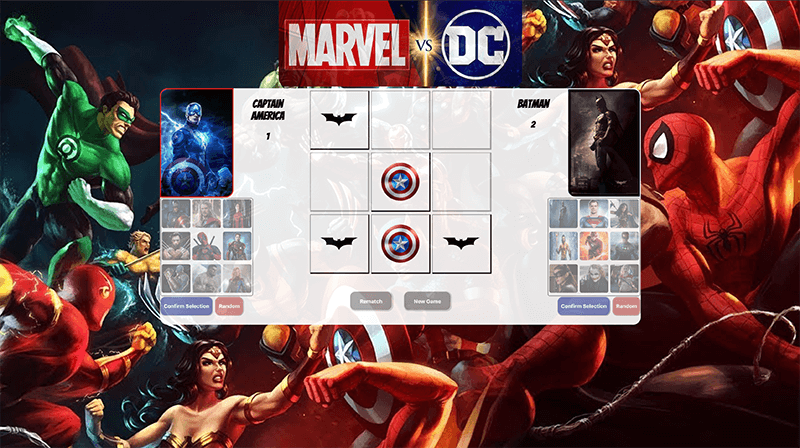 MARVEL VS DC
CAPTAIN
AMERICA
1
BATMAN
2
Confirm Selection
Random
Rematch
New Game
Confirm Selection
Random